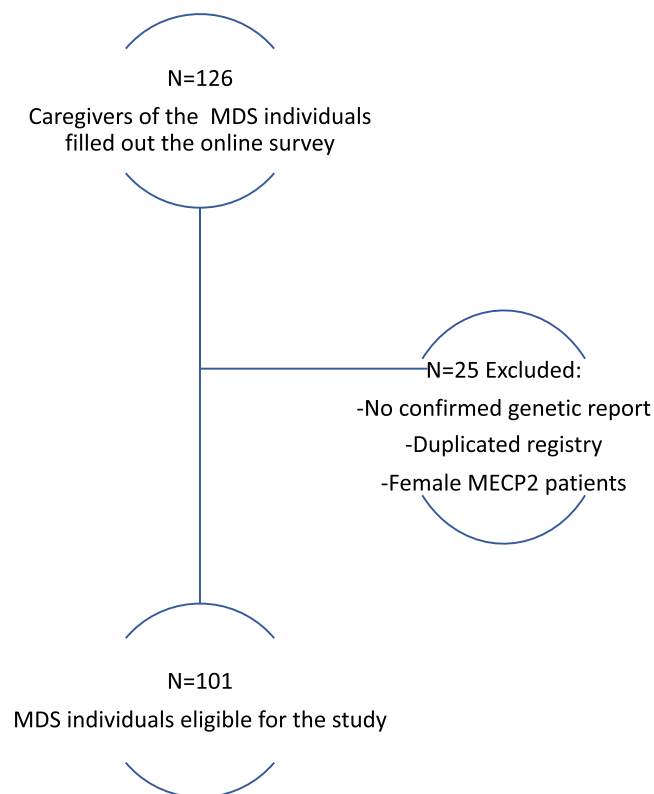 N=126
Caregivers of the  MDS individuals
filled out the online survey
N=25 Excluded:
-No confirmed genetic report
-Duplicated registry
-Female MECP2 patients
N=101
MDS individuals eligible for the study